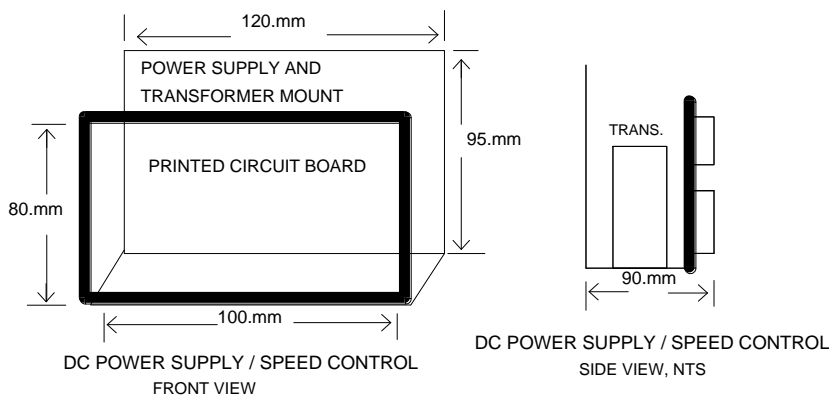 120.mm
POWER SUPPLY AND
TRANSFORMER MOUNT
95.mm
PRINTED CIRCUIT BOARD
80.mm
100.mm
DC POWER SUPPLY / SPEED CONTROL
FRONT VIEW
TRANS.
90.mm
DC POWER SUPPLY / SPEED CONTROL
SIDE VIEW, NTS